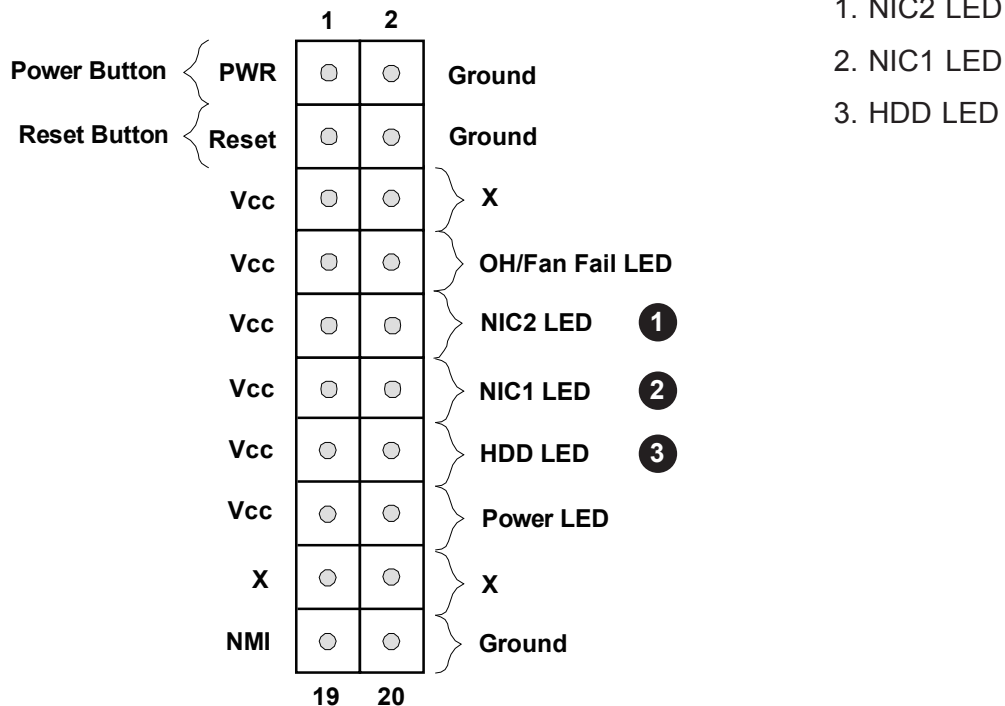 1. NIC2 LED
2. NIC1 LED
3. HDD LED
1 2
Power Button PWR Ground
Reset Button Reset Ground
Vcc X
Vcc OH/Fan Fail LED
Vcc NIC2 LED 1
Vcc NIC1 LED 2
Vcc HDD LED 3
Vcc Power LED
X X
NMI Ground
19 20